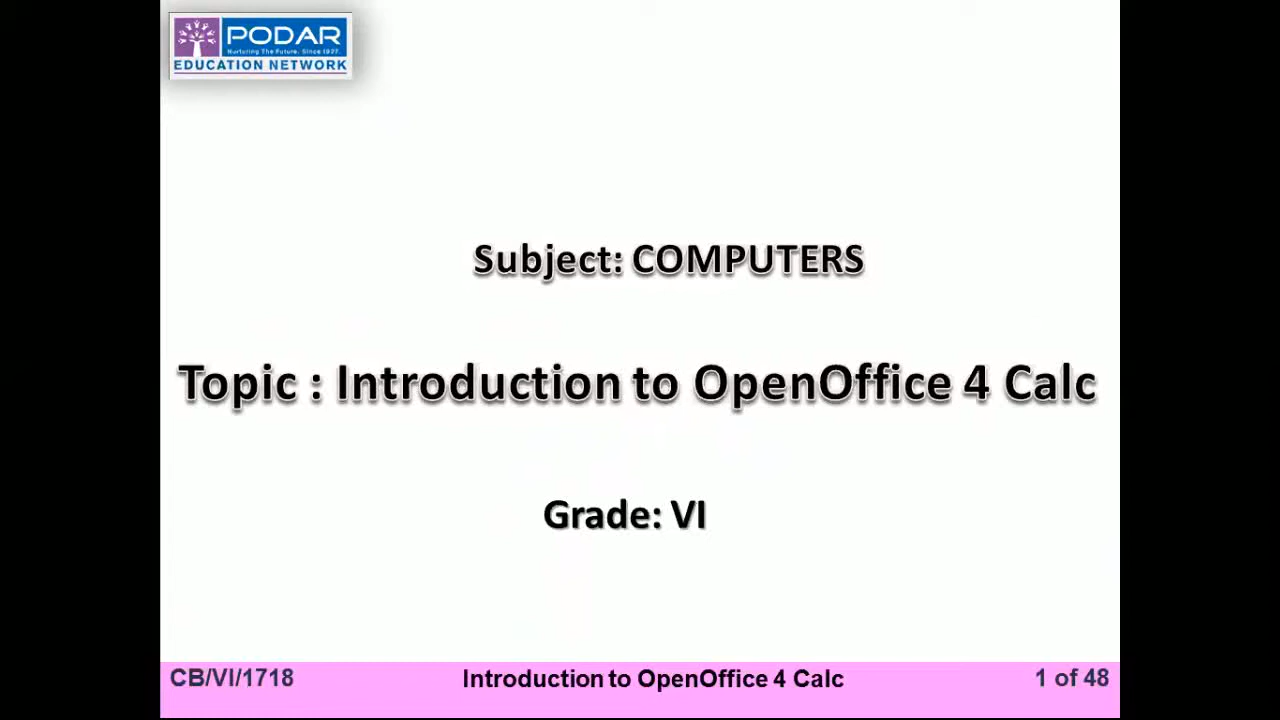 PODAR
Nurturing The Future. Since 1927.
EDUCATION NETWORK
Subject: COMPUTERS
Topic : Introduction to OpenOffice 4 Calc
Grade: VI
CB/VI/1718 Introduction to OpenOffice 4 Calc 1 of 48